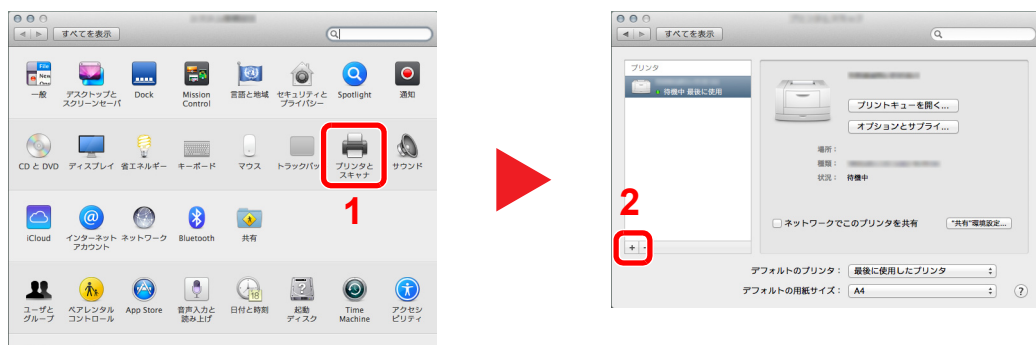 すべてを表示
一般
デスクトップと
スクリーンセーバ
Dock
Mission
Control
言語と地域
セキュリティと
プライバシー
Spotlight
通知
CD と DVD
ディスプレイ
省エネルギー
キーボード
マウス
トラックパッ
プリンタと
スキャナ
サウンド
1
iCloud
インターネット
アカウント
ネットワーク
Bluetooth
共有
ユーザと
グループ
ペアレンタル
コントロール
App Store
音声入力と
読み上げ
日付と時刻
起動
ディスク
Time
Machine
アクセシ
ビリティ
すべてを表示
プリンタ
待機中 最後に使用
プリントキューを開く...
オプションとサプライ...
場所：
種類：
状況： 待機中
2
ネットワークでこのプリンタを共有
"共有"環境設定...
+ -
デフォルトのプリンタ： 最後に使用したプリンタ
デフォルトの用紙サイズ： A4
?